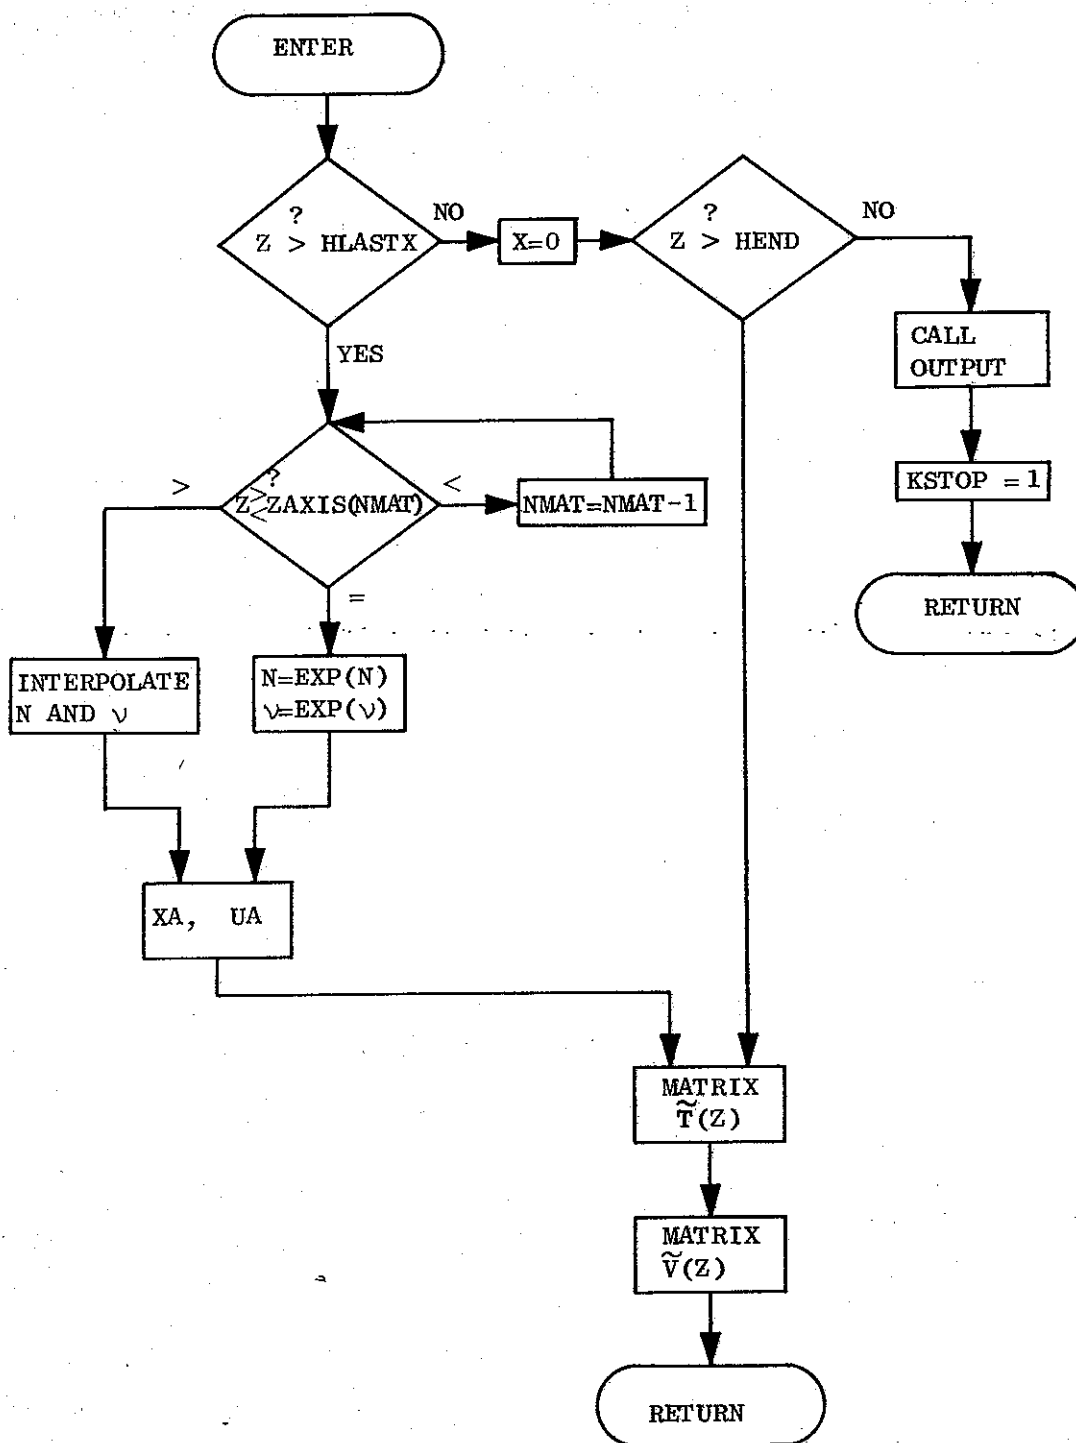 ENTER
?
Z > HLASTX
NO
X=0
?
Z > HEND
NO
YES
CALL
OUTPUT
KSTOP = 1
RETURN
?
Z ⪌ ZAXIS(NMAT)
>
<
=
NMAT=NMAT-1
INTERPOLATE
N AND ν
N=EXP(N)
ν=EXP(ν)
XA, UA
MATRIX
T̃(Z)
MATRIX
Ṽ(Z)
RETURN